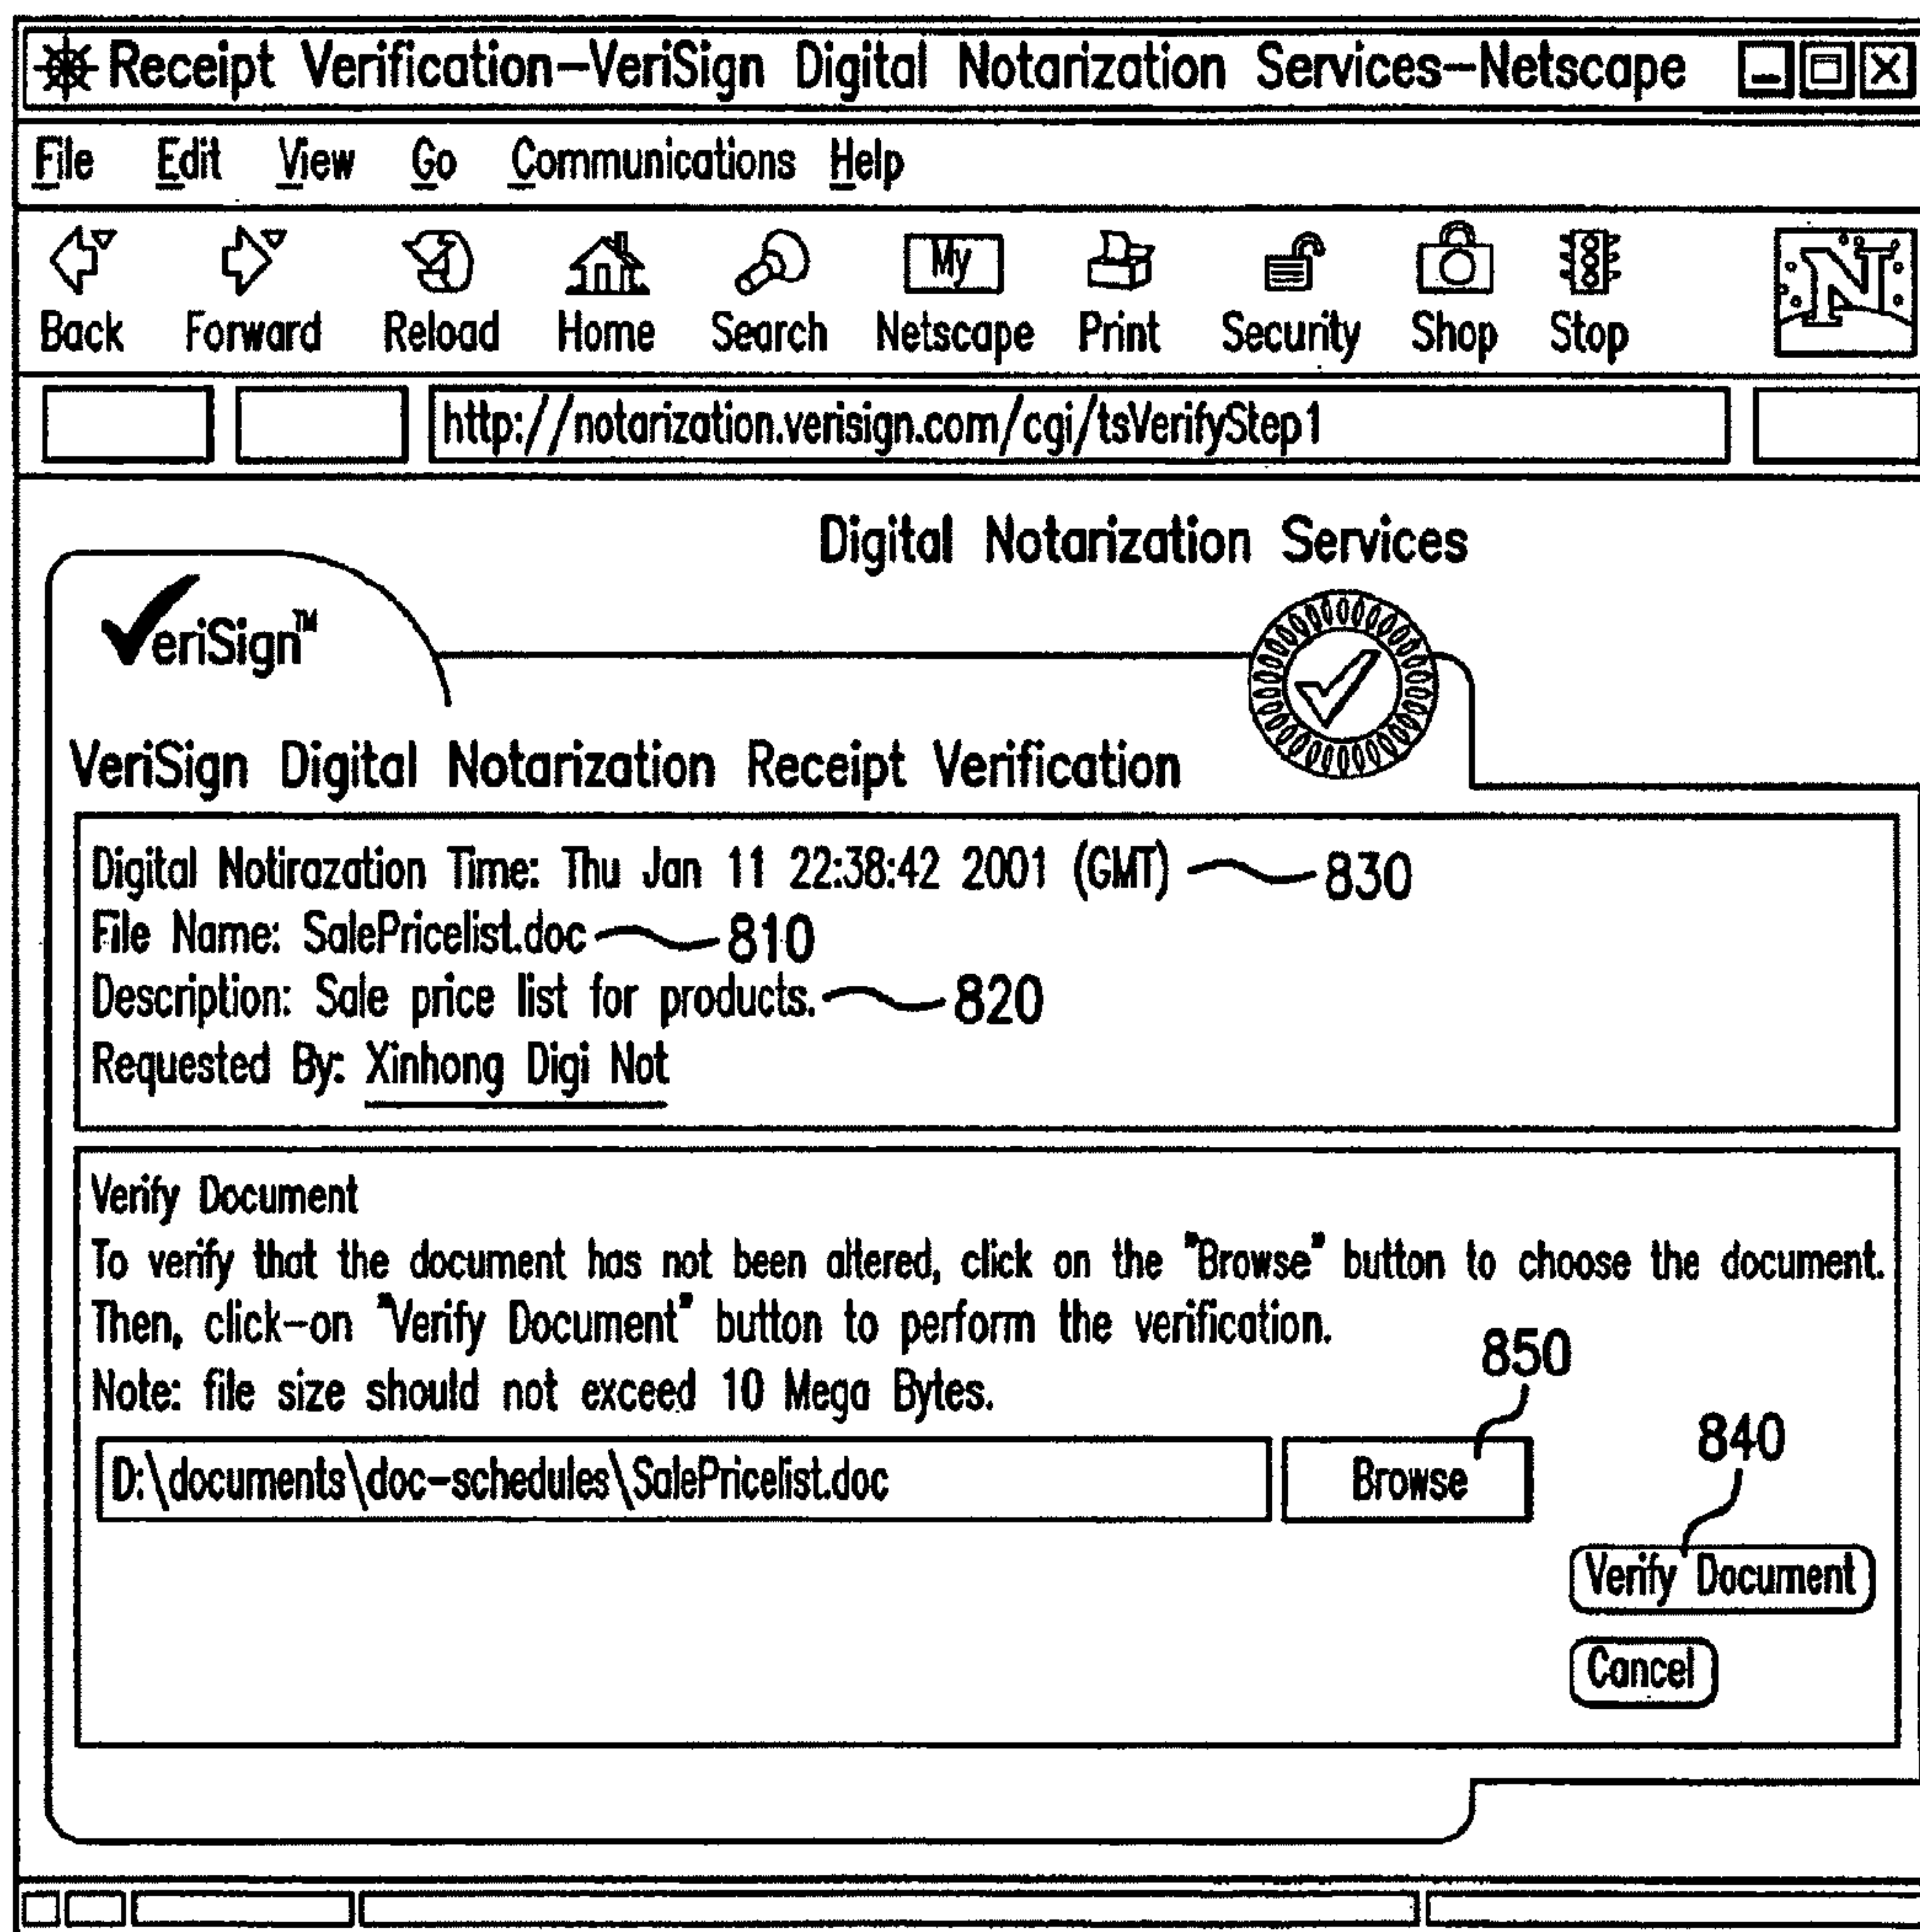 Receipt Verification–VeriSign Digital Notarization Services–Netscape
File Edit View Go Communications Help
My
N
Back Forward Reload Home Search Netscape Print Security Shop Stop
http://notarization.verisign.com/cgi/tsVerifyStep1
Digital Notarization Services
VeriSign™
VeriSign Digital Notarization Receipt Verification
Digital Notirazation Time: Thu Jan 11 22:38:42 2001 (GMT) 830
File Name: SalePricelist.doc 810
Description: Sale price list for products. 820
Requested By: Xinhong Digi Not
Verify Document
To verify that the document has not been altered, click on the "Browse" button to choose the document.
Then, click–on "Verify Document" button to perform the verification.
850
Note: file size should not exceed 10 Mega Bytes.
840
D:\documents\doc–schedules\SalePricelist.doc Browse
Verify Document
Cancel